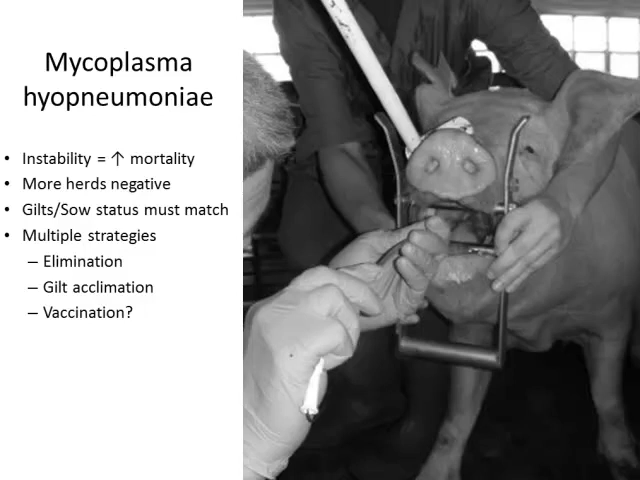 Mycoplasma
hyopneumoniae
• Instability = ↑ mortality
• More herds negative
• Gilts/Sow status must match
• Multiple strategies
– Elimination
– Gilt acclimation
– Vaccination?